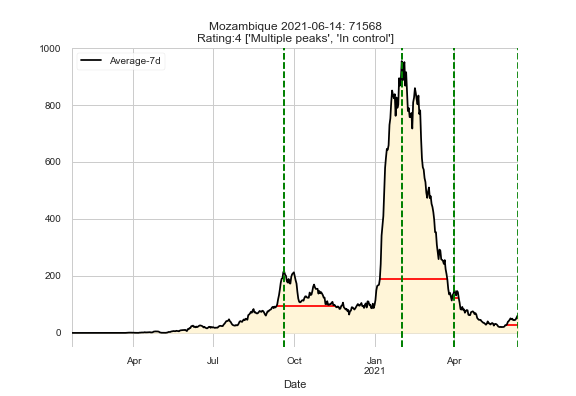 Mozambique 2021-06-14: 71568
Rating:4 ['Multiple peaks', 'In control']
Average-7d
1000
800
600
400
200
0
Apr
Jul
Oct
Jan
2021
Apr
Date